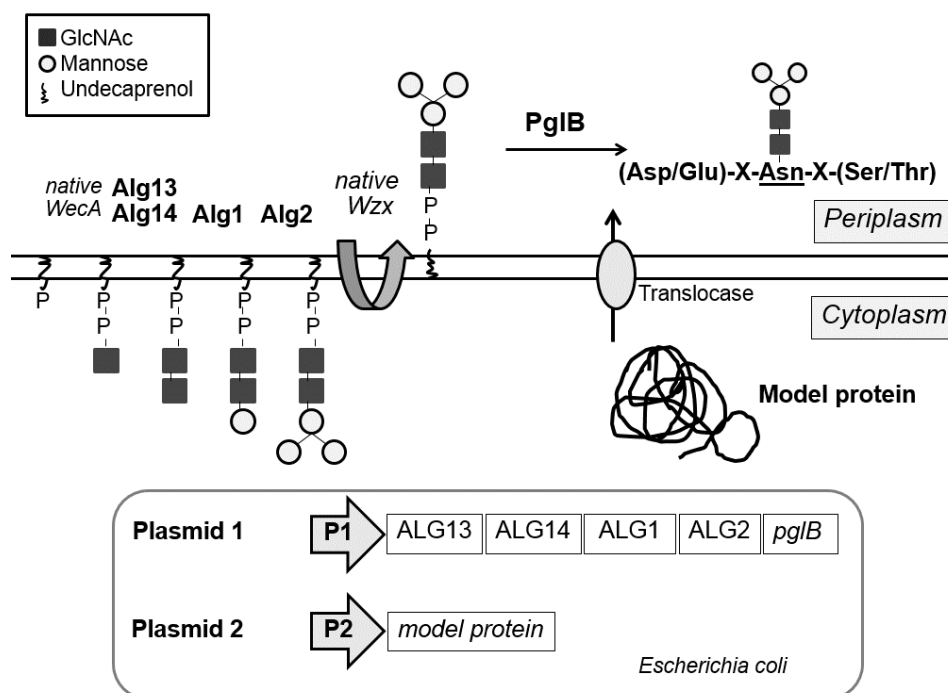 GlcNAc
Mannose
Undecaprenol
native
WecA
Alg13
Alg14
Alg1
Alg2
native
Wzx
P
P
PglB
(Asp/Glu)-X-Asn-X-(Ser/Thr)
Periplasm
P
P
P
P
P
P
P
P
P
Translocase
Cytoplasm
Model protein
Plasmid 1
P1
ALG13
ALG14
ALG1
ALG2
pglB
Plasmid 2
P2
model protein
Escherichia coli